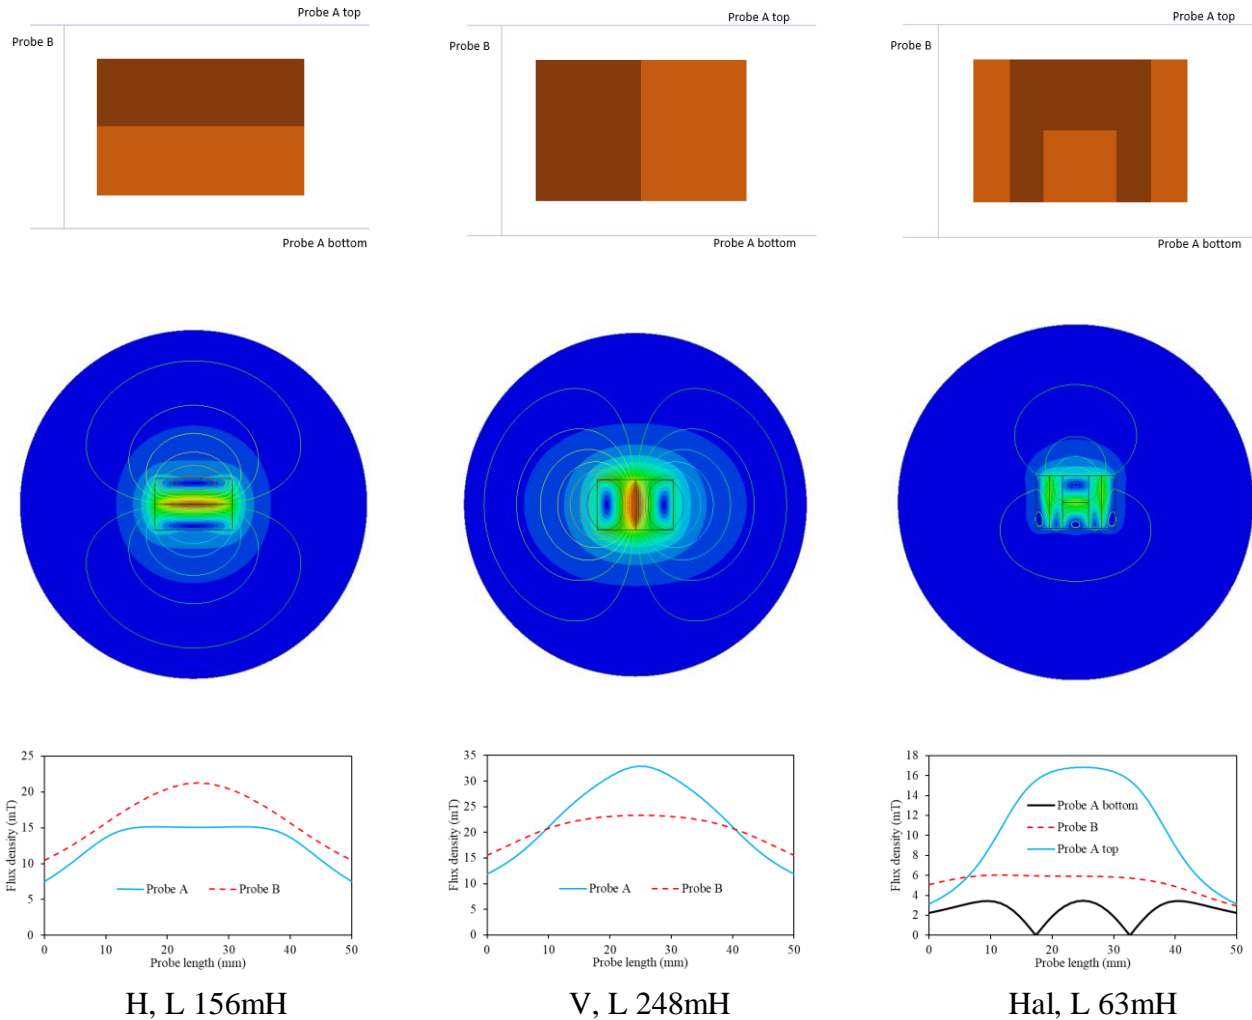 Probe A top
Probe B
Probe A bottom
Probe A top
Probe B
Probe A bottom
Probe A top
Probe B
Probe A bottom
25
20
15
10
5
0
0
10
20
30
40
50
Flux density (mT)
Probe length (mm)
Probe A
Probe B
35
30
25
20
15
10
5
0
0
10
20
30
40
50
Flux density (mT)
Probe length (mm)
Probe A
Probe B
18
16
14
12
10
8
6
4
2
0
0
10
20
30
40
50
Flux density (mT)
Probe length (mm)
Probe A bottom
Probe B
Probe A top
H, L 156mH
V, L 248mH
Hal, L 63mH